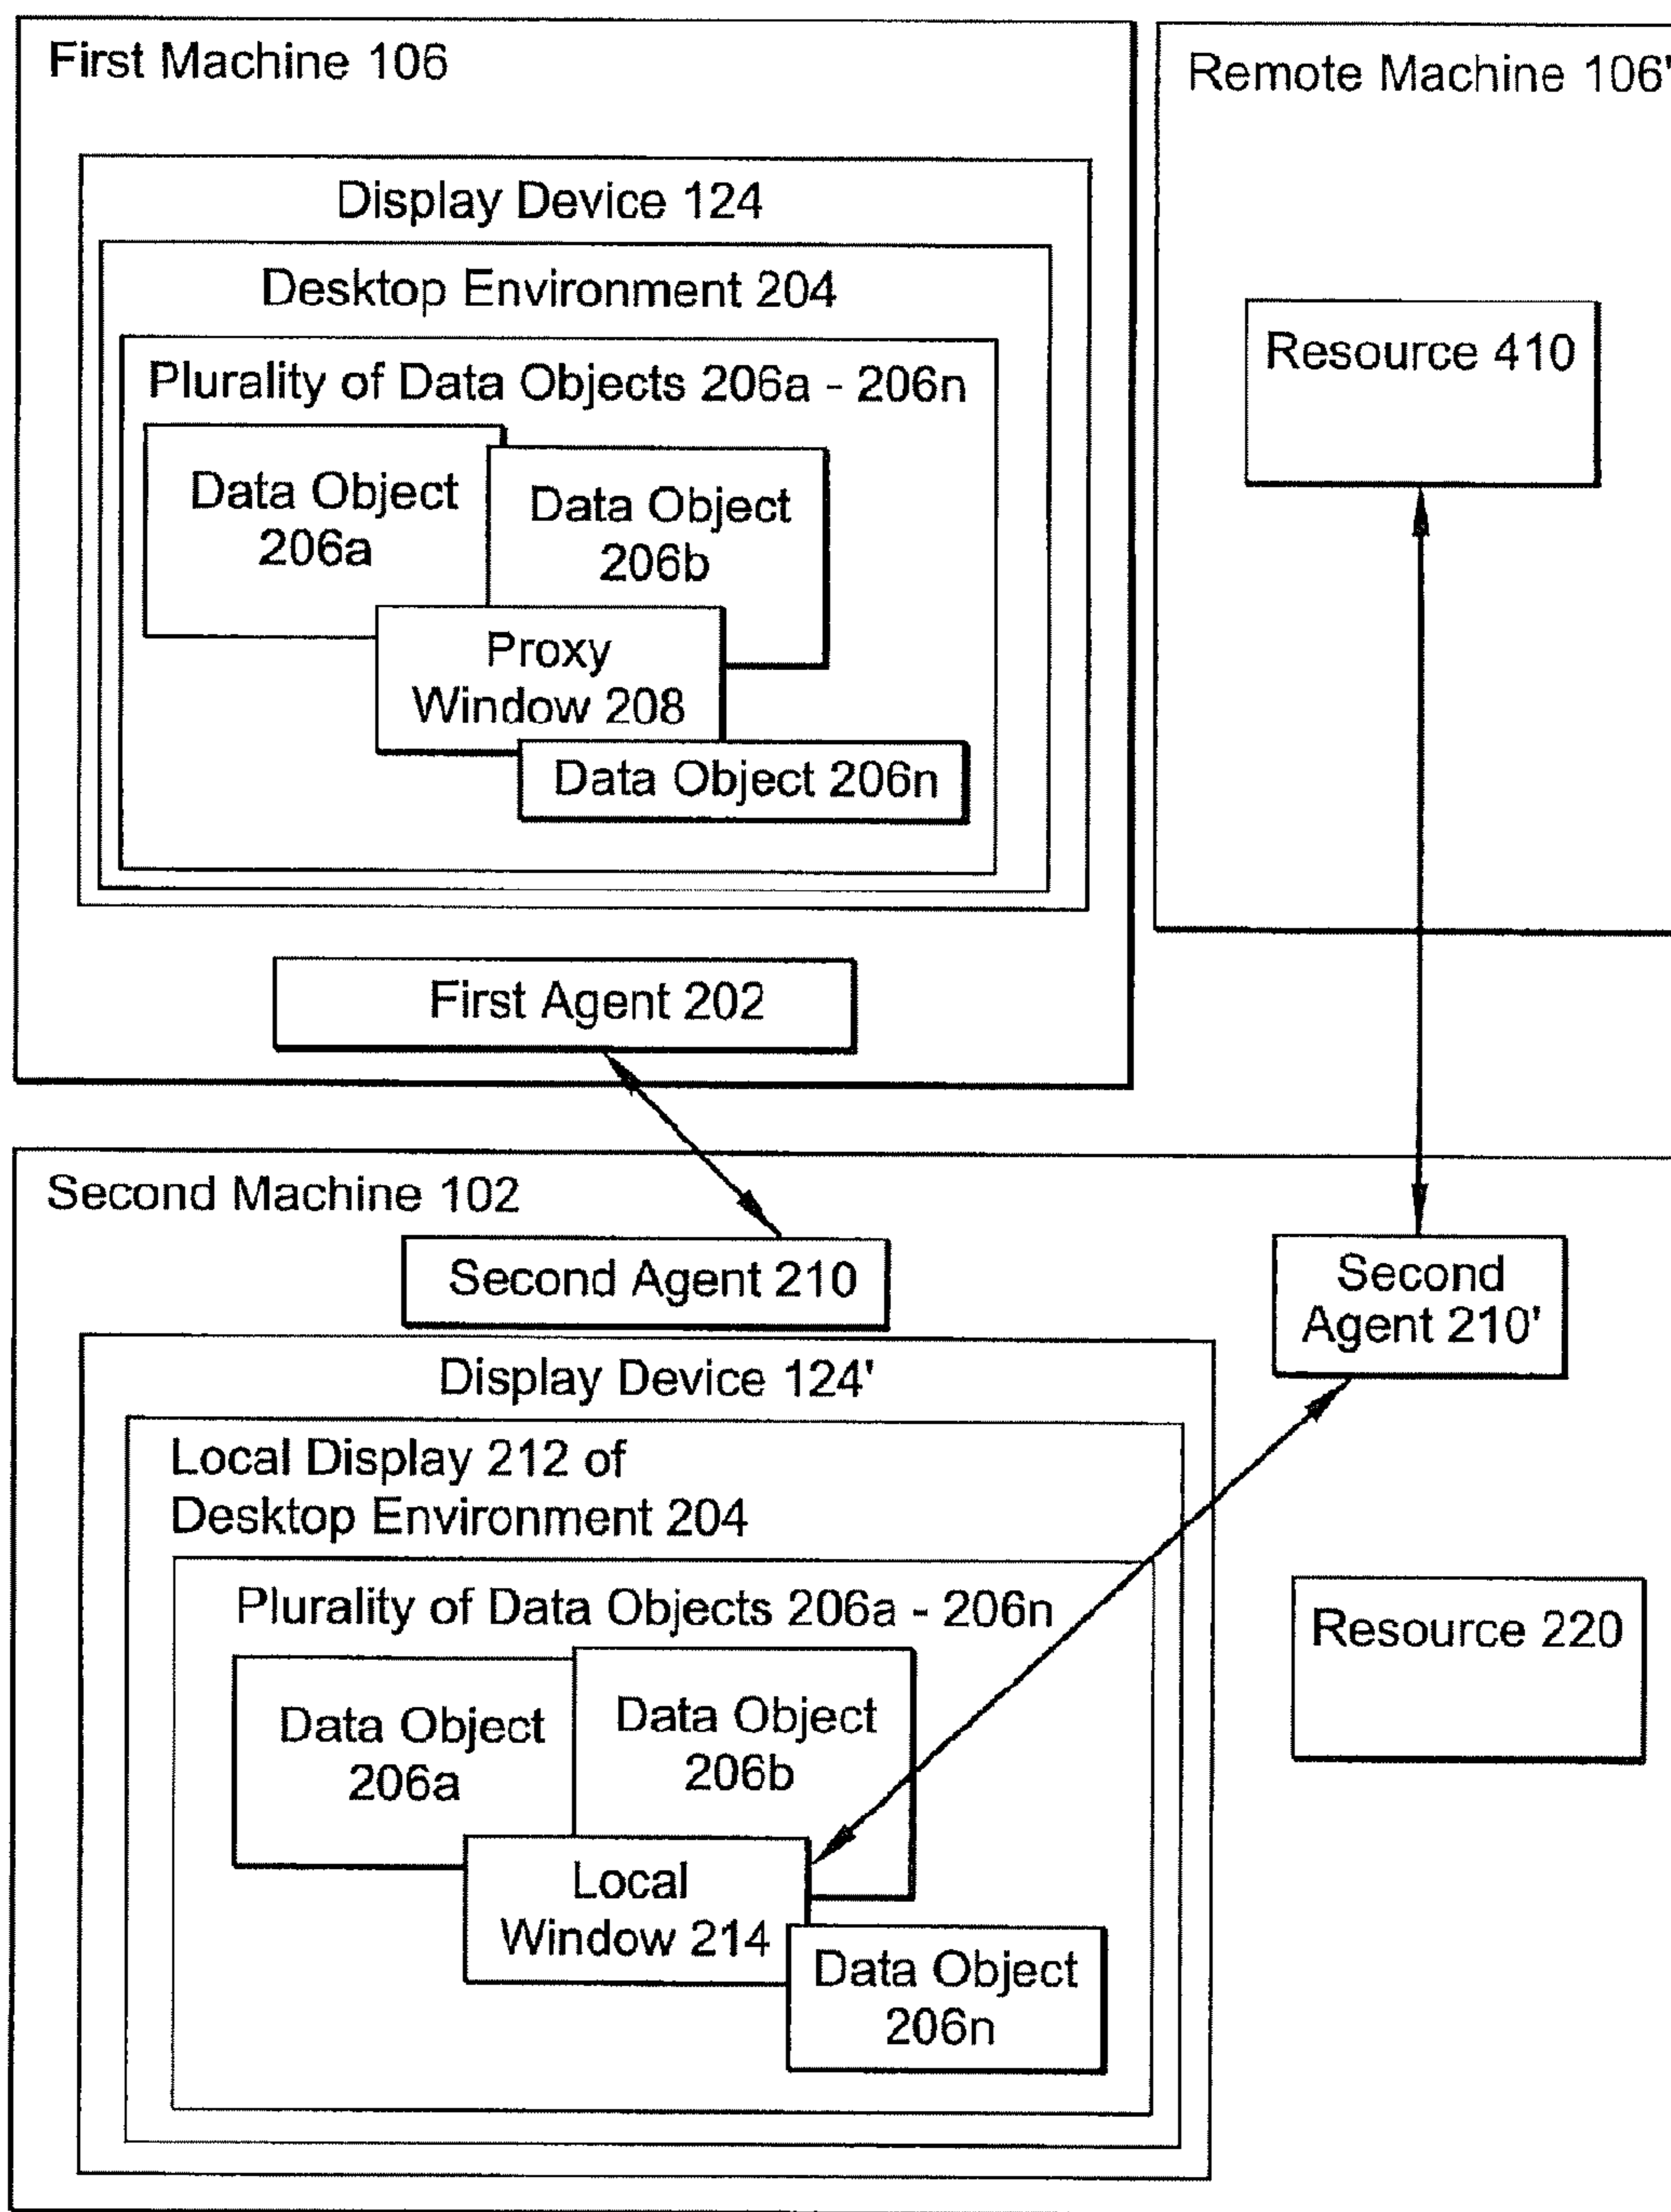 First Machine 106
Display Device 124
Desktop Environment 204
Plurality of Data Objects 206a - 206n
Data Object
206a
Data Object
206b
Proxy
Window 208
Data Object 206n
First Agent 202
Remote Machine 106'
Resource 410
Second Machine 102
Second Agent 210
Second
Agent 210'
Display Device 124'
Local Display 212 of
Desktop Environment 204
Plurality of Data Objects 206a - 206n
Data Object
206a
Data Object
206b
Local
Window 214
Data Object
206n
Resource 220